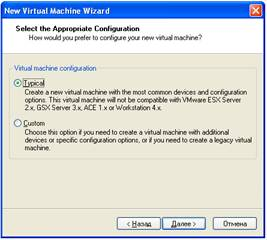 New Virtual Machine Wizard
Select the Appropriate Configuration
How would you prefer to configure your new virtual machine?
Virtual machine configuration
Typical
Create a new virtual machine with the most common devices and configuration
options. This virtual machine will not be compatible with VMware ESX Server
2.x, GSX Server 3.x, ACE 1.x or Workstation 4.x.
Custom
Choose this option if you need to create a virtual machine with additional
devices or specific configuration options, or if you need to create a legacy virtual
machine.
< Назад
Далее >
Отмена